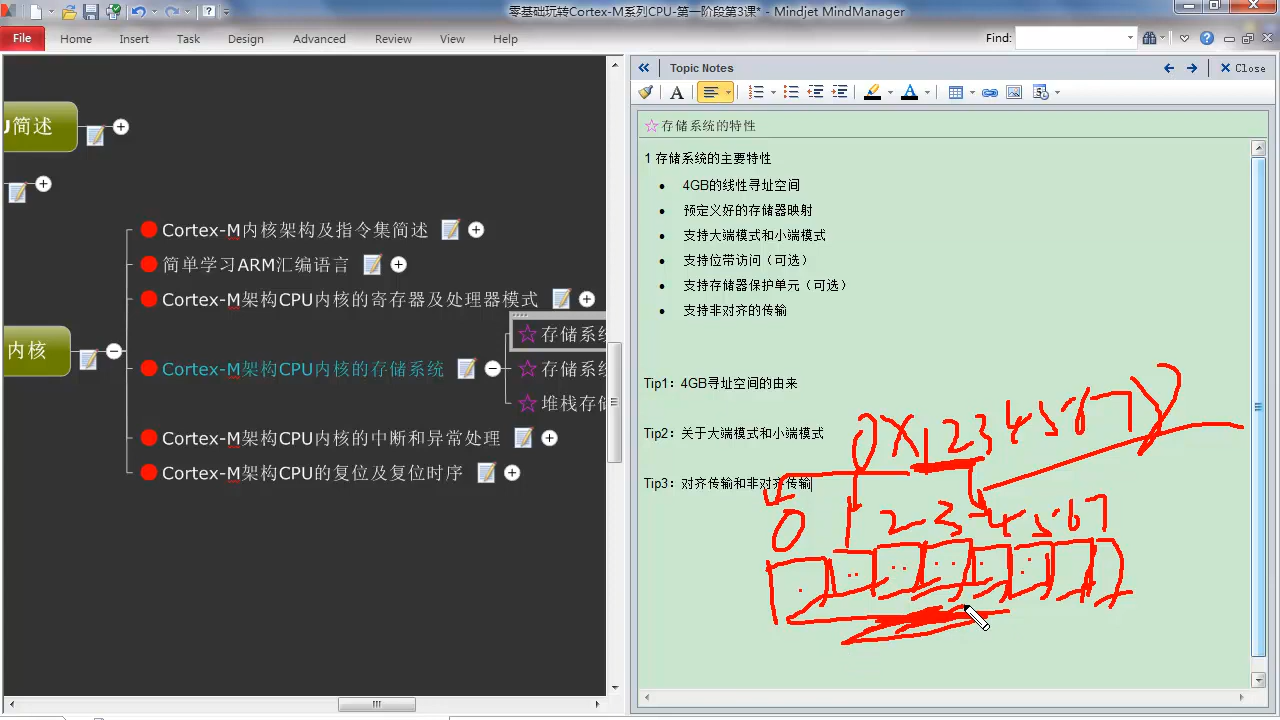 零基础玩转Cortex-M系列CPU-第一阶段第3课* - Mindjet MindManager
File Home Insert Task Design Advanced Review View Help Find:
Topic Notes Close
☆存储系统的特性
1 存储系统的主要特性
• 4GB的线性寻址空间
• 预定义好的存储器映射
• 支持大端模式和小端模式
• 支持位带访问（可选）
• 支持存储器保护单元（可选）
• 支持非对齐的传输
Tip1：4GB寻址空间的由来
Tip2：关于大端模式和小端模式
Tip3：对齐传输和非对齐传输
0x12345678
0 1 2 3 4 5 6 7
简述
Cortex-M内核架构及指令集简述
简单学习ARM汇编语言
Cortex-M架构CPU内核的寄存器及处理器模式
内核
Cortex-M架构CPU内核的存储系统
☆存储系统
☆存储系统
☆堆栈存储
Cortex-M架构CPU内核的中断和异常处理
Cortex-M架构CPU的复位及复位时序